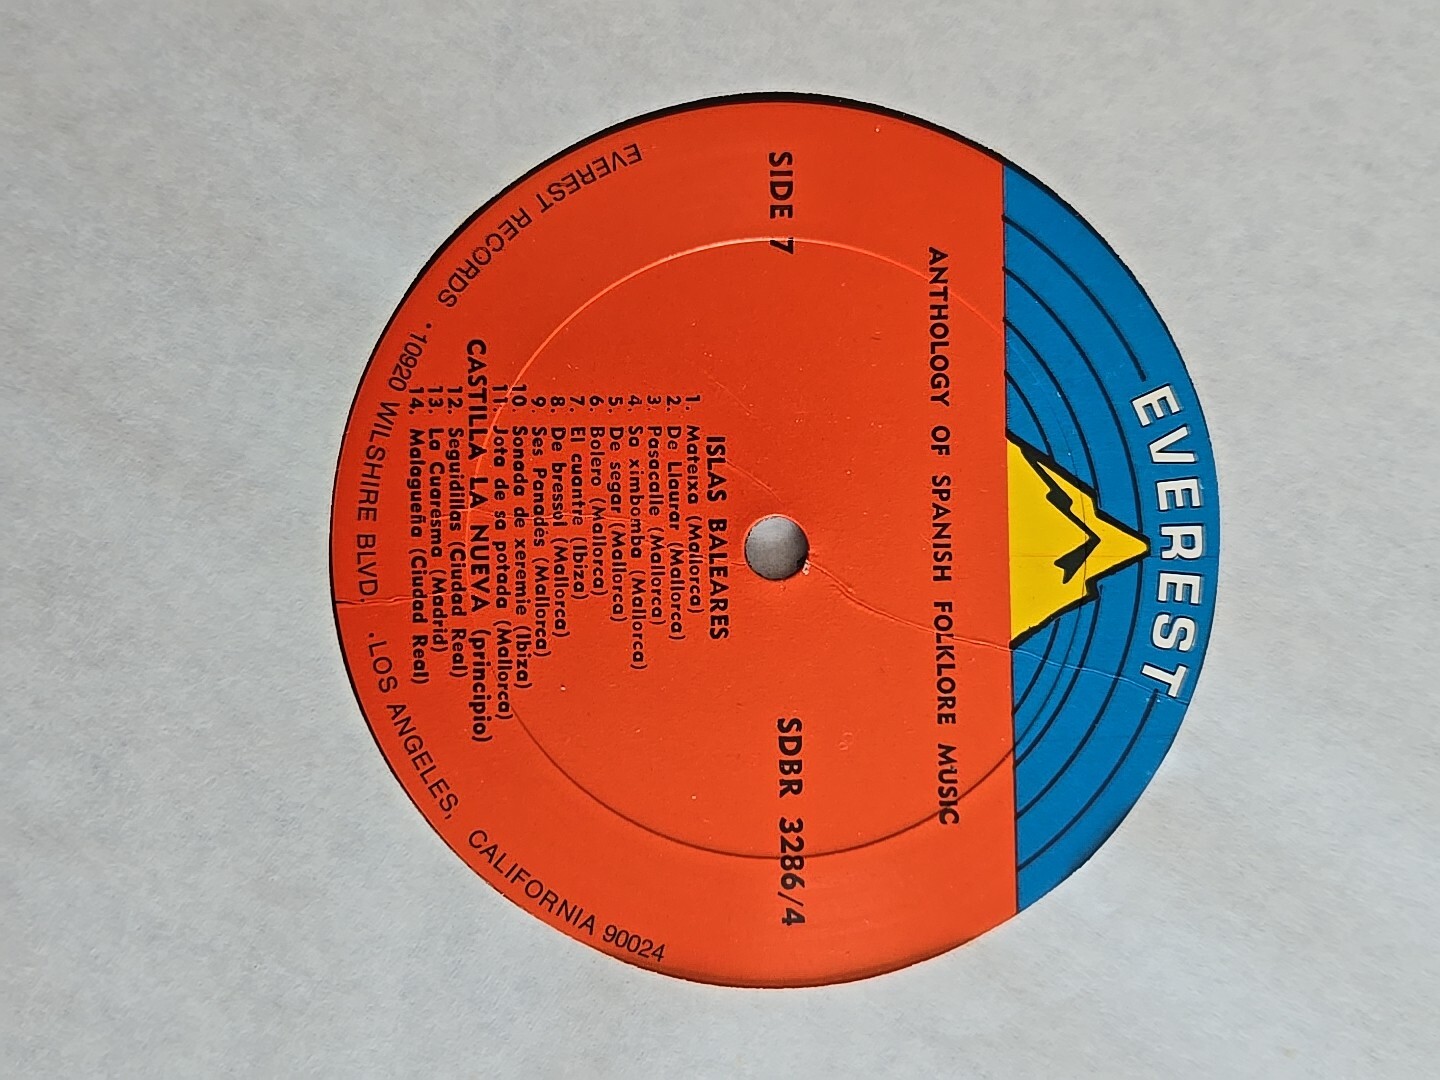 EVEREST
ANTHOLOGY OF SPANISH FOLKLORE MUSIC
SIDE 7
SDBR 3286/4
ISLAS BALEARES
1. Mateixa (Mallorca)
2. De Llaurar (Mallorca)
3. Pasacalle (Mallorca)
4. Sa ximbomba (Mallorca)
5. De segar (Mallorca)
6. Bolero (Mallorca)
7. El cuantre (Ibiza)
8. De bressol (Mallorca)
9. Ses Panades (Mallorca)
10 Sonada de xeremie (Ibiza)
11. Jota de sa potada (Mallorca)
CASTILLA LA NUEVA (principio)
12. Seguidillas (Ciudad Real)
13. La Cuaresma (Madrid)
14. Malagueña (Ciudad Real)
EVEREST RECORDS • 10920 WILSHIRE BLVD. • LOS ANGELES, CALIFORNIA 90024